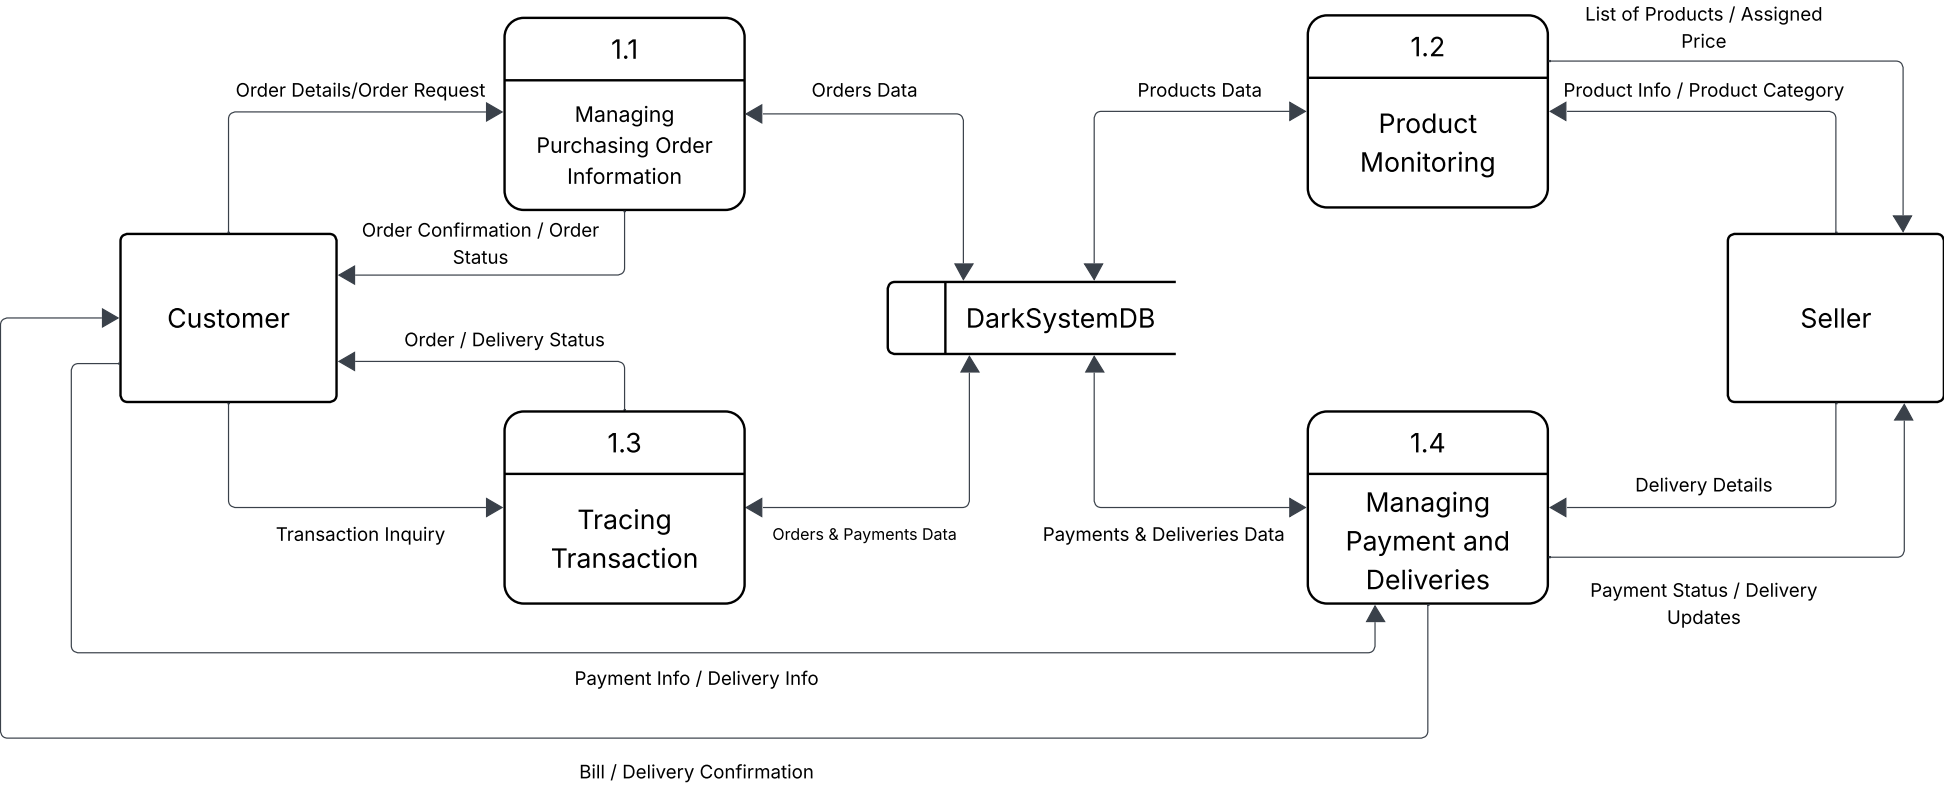 List of Products / Assigned
Price
1.1
1.2
Order Details/Order Request
Orders Data
Products Data
Product Info / Product Category
Managing
Purchasing Order
Information
Product
Monitoring
Order Confirmation / Order
Status
Customer
DarkSystemDB
Seller
Order / Delivery Status
1.3
1.4
Delivery Details
Managing
Payment and
Deliveries
Tracing
Transaction
Transaction Inquiry
Orders & Payments Data
Payments & Deliveries Data
Payment Status / Delivery
Updates
Payment Info / Delivery Info
Bill / Delivery Confirmation